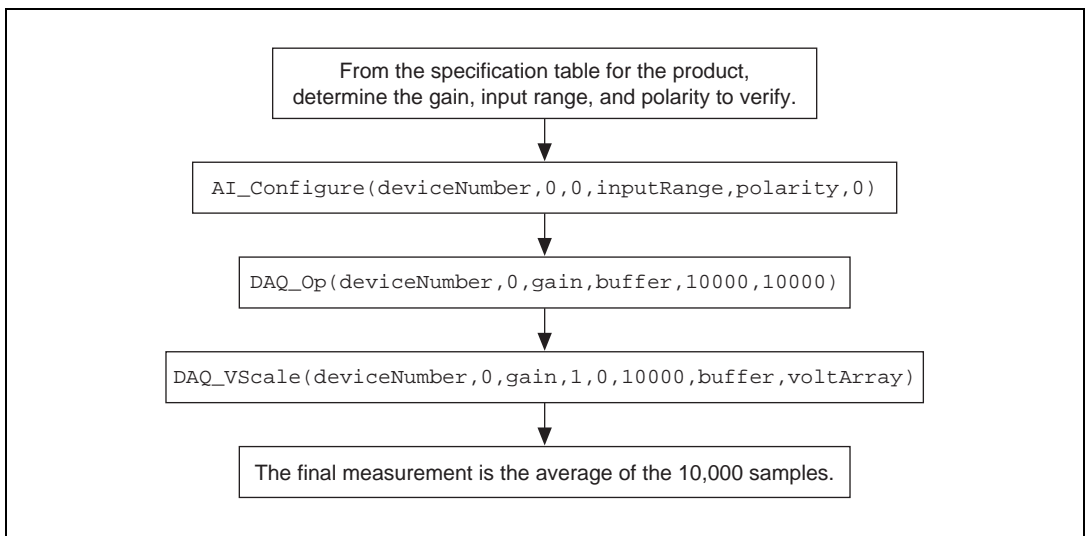 From the specification table for the product,
determine the gain, input range, and polarity to verify.
AI_Configure(deviceNumber,0,0,inputRange,polarity,0)
DAQ_Op(deviceNumber,0,gain,buffer,10000,10000)
DAQ_VScale(deviceNumber,0,gain,1,0,10000,buffer,voltArray)
The final measurement is the average of the 10,000 samples.